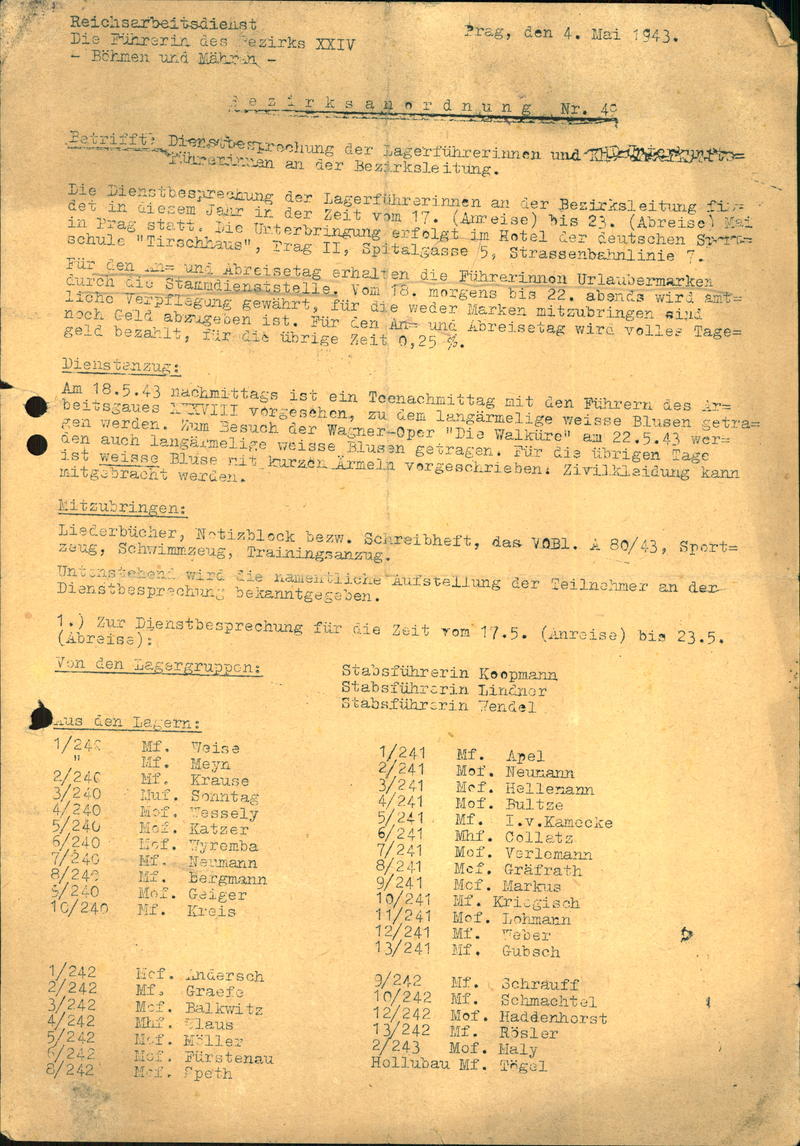 Reichsarbeitsdienst
Die Führerin des Bezirks XXIV
- Böhmen und Mähren -
Prag, den 4. Mai 1943.
Bezirksanordnung Nr.
Betrifft: Dienstbesprechung der Lagerführerinnen und
Führerinnen an der Bezirksleitung.
Die Dienstbesprechung der Lagerführerinnen an der Bezirksleitung fin-
det in diesem Jahr in der Zeit vom 17. (Anreise) bis 23. (Abreise) Mai
in Prag statt. Die Unterbringung erfolgt im Hotel der deutschen
schule "Tirschhaus", Prag II, Spitalgasse 5, Strassenbahnlinie 7.
Für den An= und Abreisetag erhalten die Führerinnen Urlaubermarken
durch die Stammdienststelle. Vom 18. morgens bis 22. abends wird amt=
liche Verpflegung gewährt, für die weder Marken mitzubringen sind
noch Geld abzugeben ist. Für den An= und Abreisetag wird volles Tage=
geld bezahlt, für die übrige Zeit 0,25 %.
Dienstanzug:
Am 18.5.43 nachmittags ist ein Teenachmittag mit den Führern des Ar=
beitsgaues XXXVIII vorgesehen, zu dem langärmelige weisse Blusen getra=
gen werden. Zum Besuch der Wagner-Oper "Die Walküre" am 22.5.43 wer=
den auch langärmelige weisse Blusen getragen. Für die übrigen Tage
ist weisse Bluse mit kurzen Ärmeln vorgeschrieben. Zivilkleidung kann
mitgebracht werden.
Mitzubringen:
Liederbücher, Notizblock bezw. Schreibheft, das VOBl. A 80/43, Sport=
zeug, Schwimmzeug, Trainingsanzug.
Untenstehend wird die namentliche Aufstellung der Teilnehmer an der
Dienstbesprechung bekanntgegeben.
1.) Zur Dienstbesprechung für die Zeit vom 17.5. (Anreise) bis 23.5.
(Abreise):
Von den Lagergruppen:
Stabsführerin Koopmann
Stabsführerin Lindner
Stabsführerin Wendel
Aus den Lagern:
1/240 Mf. Weise
" Mf. Meyn
2/240 Mf. Krause
3/240 Muf. Sonntag
4/240 Mof. Wessely
5/240 Mof. Katzer
6/240 Mof. Wyremba
7/240 Mf. Neumann
8/240 Mf. Bergmann
9/240 Mof. Geiger
10/240 Mf. Kreis
1/241 Mf. Apel
2/241 Mof. Neumann
3/241 Mof. Hellemann
4/241 Mof. Bultze
5/241 Mf. I.v.Kamecke
6/241 Mhf. Collatz
7/241 Mof. Verlemann
8/241 Mof. Gräfrath
9/241 Mof. Markus
10/241 Mf. Kriegisch
11/241 Mof. Lohmann
12/241 Mf. Weber
13/241 Mf. Gubsch
1/242 Mof. Andersch
2/242 Mf. Graefe
3/242 Mof. Balkwitz
4/242 Mhf. Klaus
5/242 Mof. Möller
6/242 Mof. Fürstenau
8/242 Mof. Speth
9/242 Mf. Schrauff
10/242 Mf. Schmachtel
12/242 Mof. Haddenhorst
13/242 Mf. Rösler
2/243 Mof. Maly
Hollubau Mf. Tögel